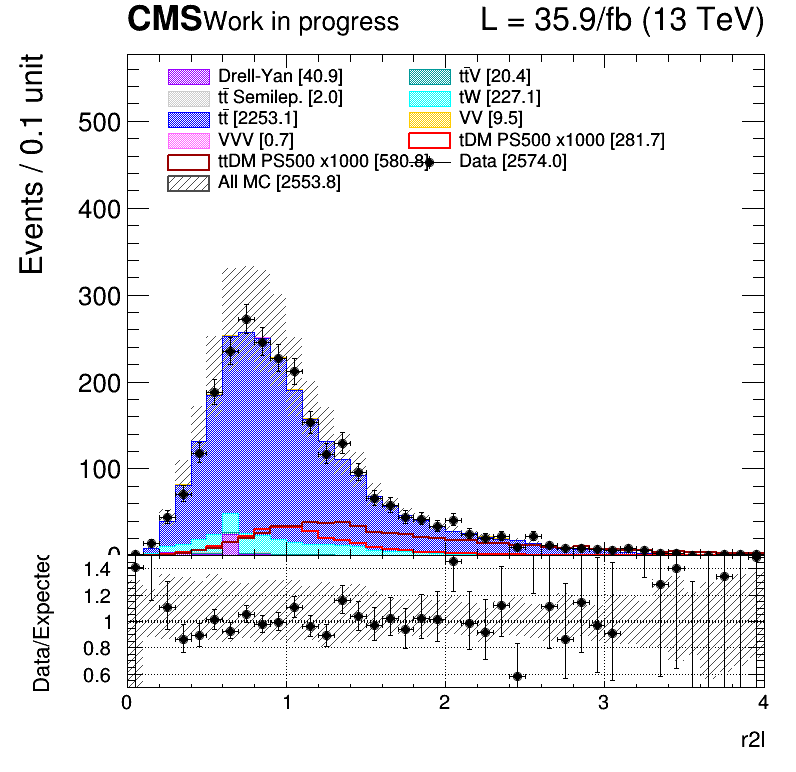 CMS Work in progress L = 35.9/fb (13 TeV)
Events / 0.1 unit
Drell-Yan [40.9] tt̄V [20.4]
tt̄ Semilep. [2.0] tW [227.1]
tt̄ [2253.1] VV [9.5]
VVV [0.7] tDM PS500 x1000 [281.7]
ttDM PS500 x1000 [580.8] Data [2574.0]
All MC [2553.8]
500
400
300
200
100
0
Data/Expected
1.4
1.2
1
0.8
0.6
0 1 2 3 4
r2l